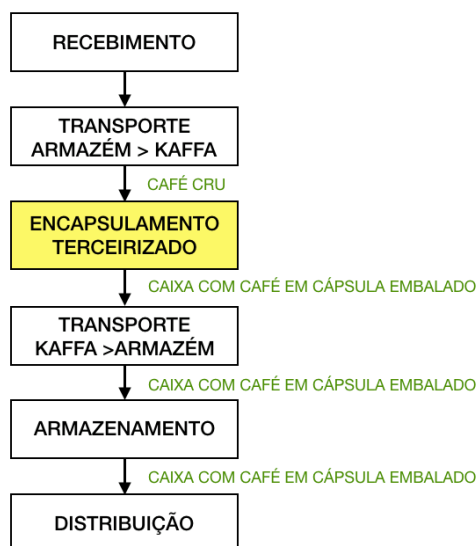 RECEBIMENTO
TRANSPORTE
ARMAZÉM > KAFFA
CAFÉ CRU
ENCAPSULAMENTO
TERCEIRIZADO
CAIXA COM CAFÉ EM CÁPSULA EMBALADO
TRANSPORTE
KAFFA >ARMAZÉM
CAIXA COM CAFÉ EM CÁPSULA EMBALADO
ARMAZENAMENTO
CAIXA COM CAFÉ EM CÁPSULA EMBALADO
DISTRIBUIÇÃO